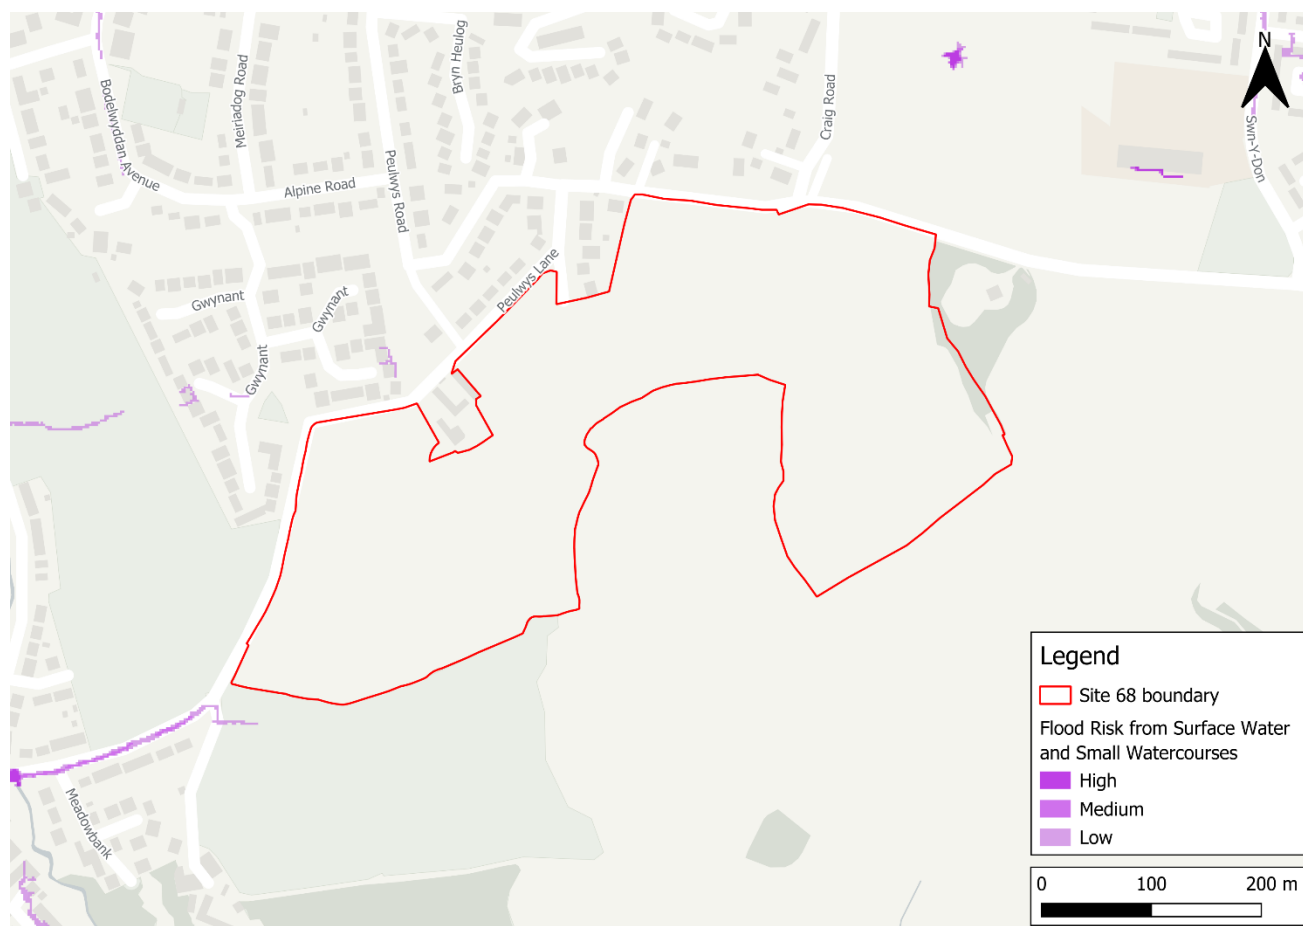 Bryn Heulog
N
Meiriadog Road
Craig Road
Bodelwyddan Avenue
Swn-Y-Don
Peulwys Road
Alpine Road
Peulwys Lane
Gwynant
Gwynant
Gwynant
Meadowbank
Legend
Site 68 boundary
Flood Risk from Surface Water
and Small Watercourses
High
Medium
Low
0 100 200 m